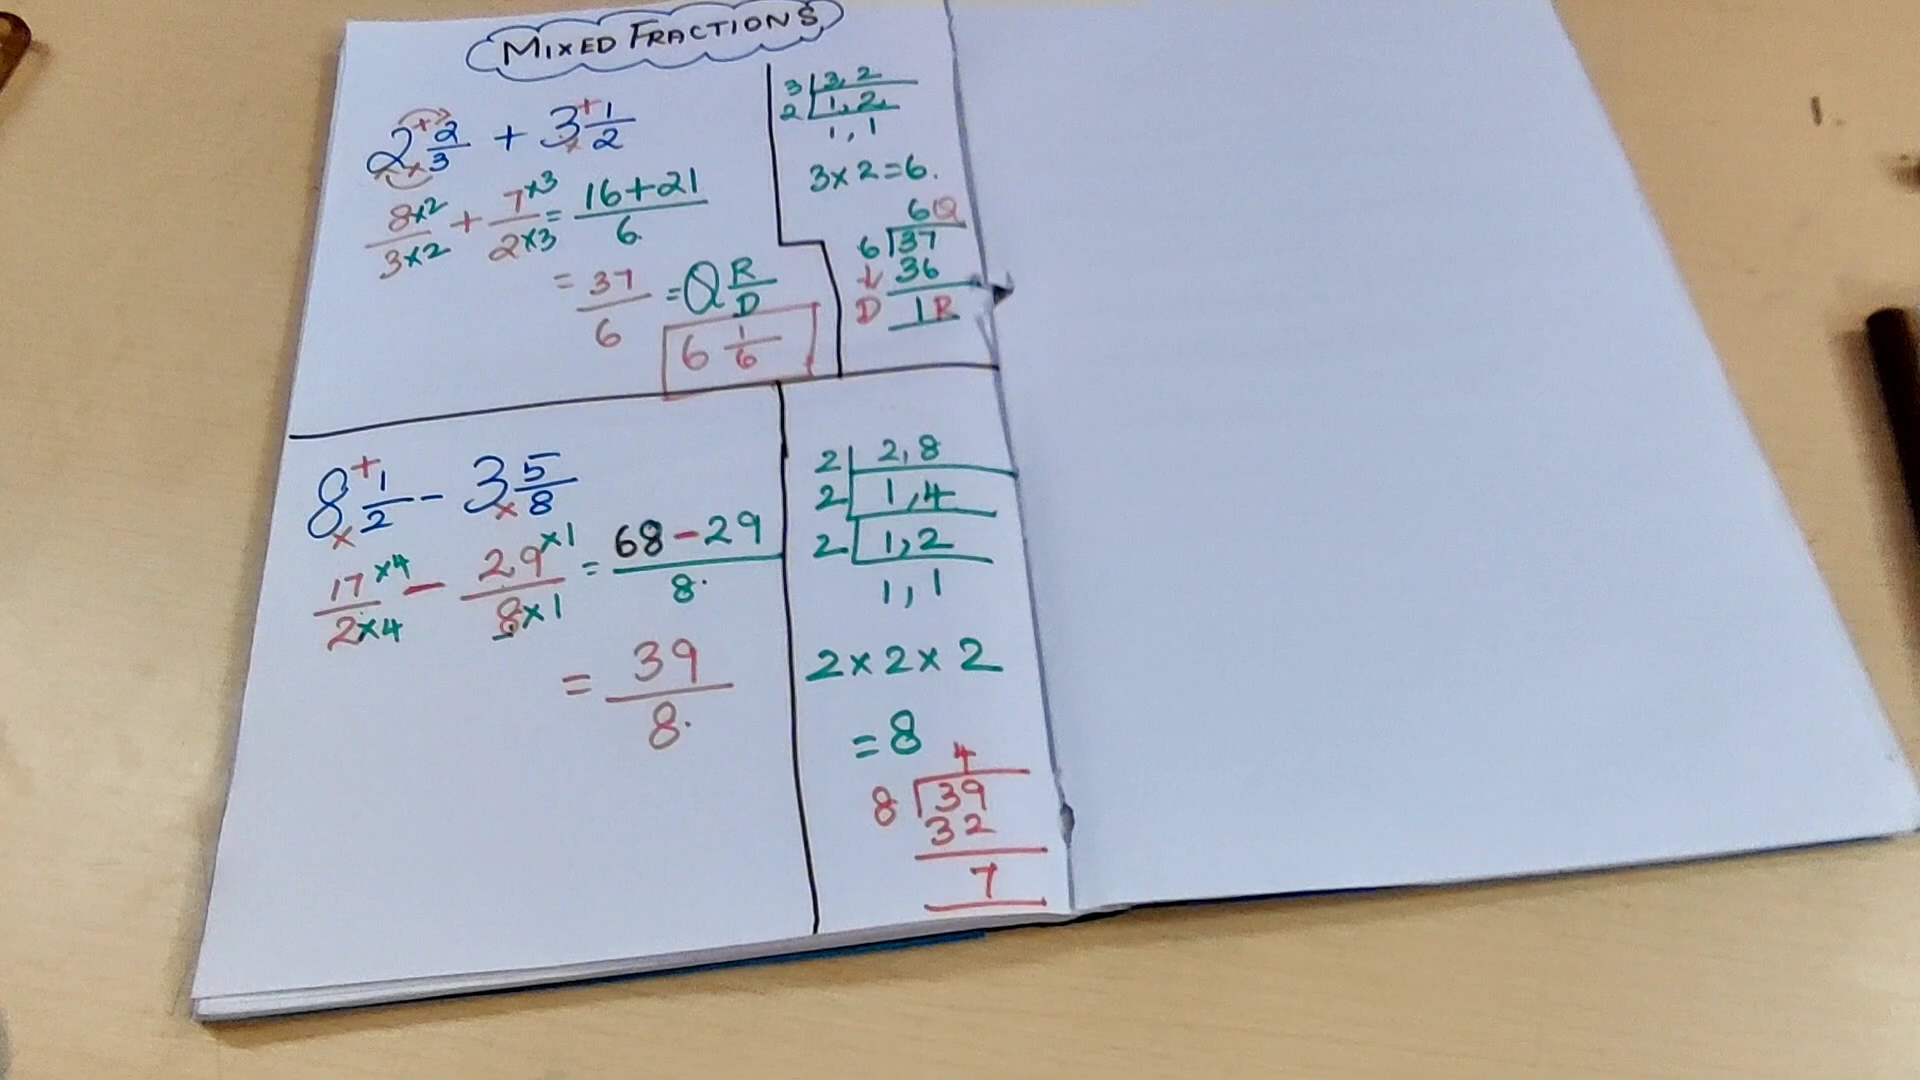 MIXED FRACTIONS
2 + 2/3 + 3 + 1/2
× ×
8×2/3×2 + 7×3/2×3 = 16+21/6.
= 37/6 = Q R/D
6 1/6
3 | 3, 2
2 | 1, 2,
1, 1
3×2=6.
6Q
6 37
↓ 36
D 1R
8 + 1/2 - 3 5/8
× ×
17×4/2×4 - 29×1/8×1 = 68-29/8.
= 39/8.
2 | 2, 8
2 | 1, 4
2 | 1, 2
1, 1
2×2×2
=8
4
8 39
32
7